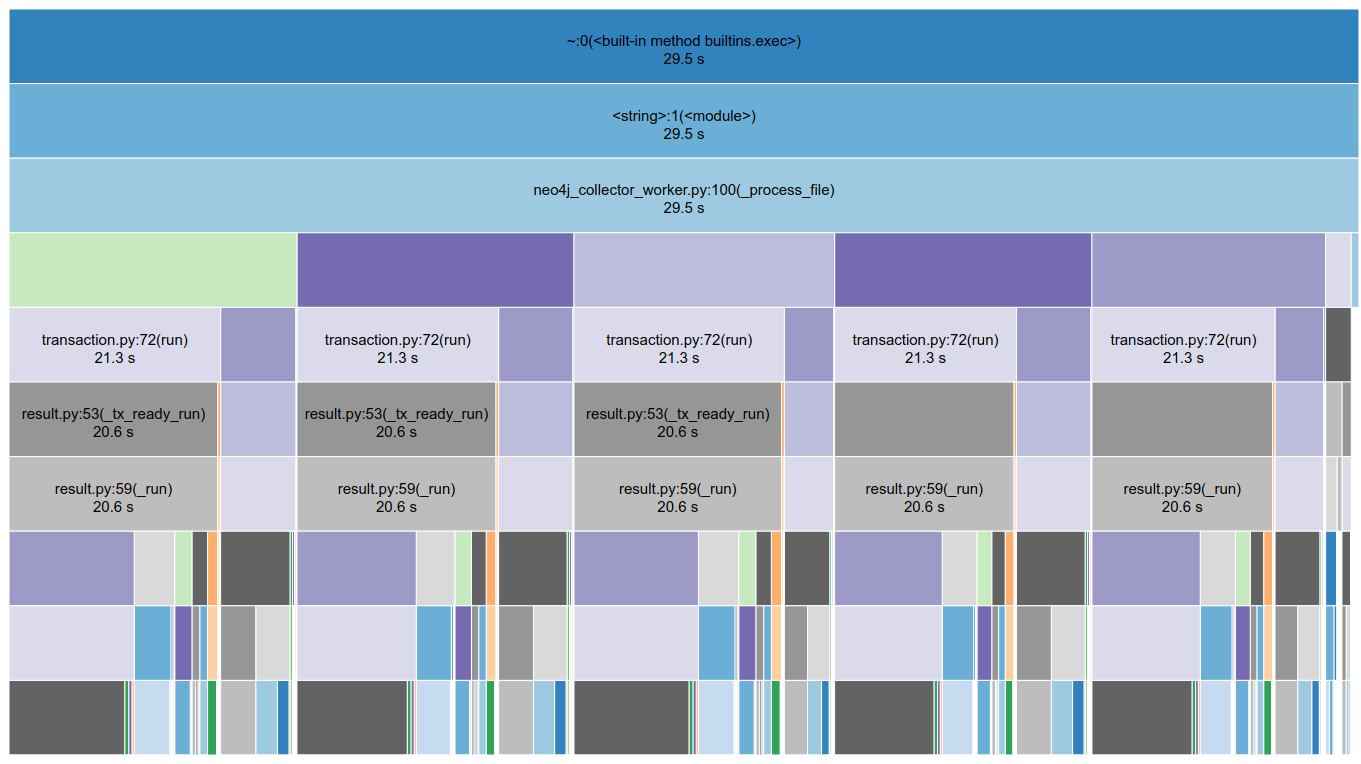 ~:0(<built-in method builtins.exec>)
29.5 s
<string>:1(<module>)
29.5 s
neo4j_collector_worker.py:100(_process_file)
29.5 s
transaction.py:72(run)
21.3 s
transaction.py:72(run)
21.3 s
transaction.py:72(run)
21.3 s
transaction.py:72(run)
21.3 s
transaction.py:72(run)
21.3 s
result.py:53(_tx_ready_run)
20.6 s
result.py:53(_tx_ready_run)
20.6 s
result.py:53(_tx_ready_run)
20.6 s
result.py:59(_run)
20.6 s
result.py:59(_run)
20.6 s
result.py:59(_run)
20.6 s
result.py:59(_run)
20.6 s
result.py:59(_run)
20.6 s